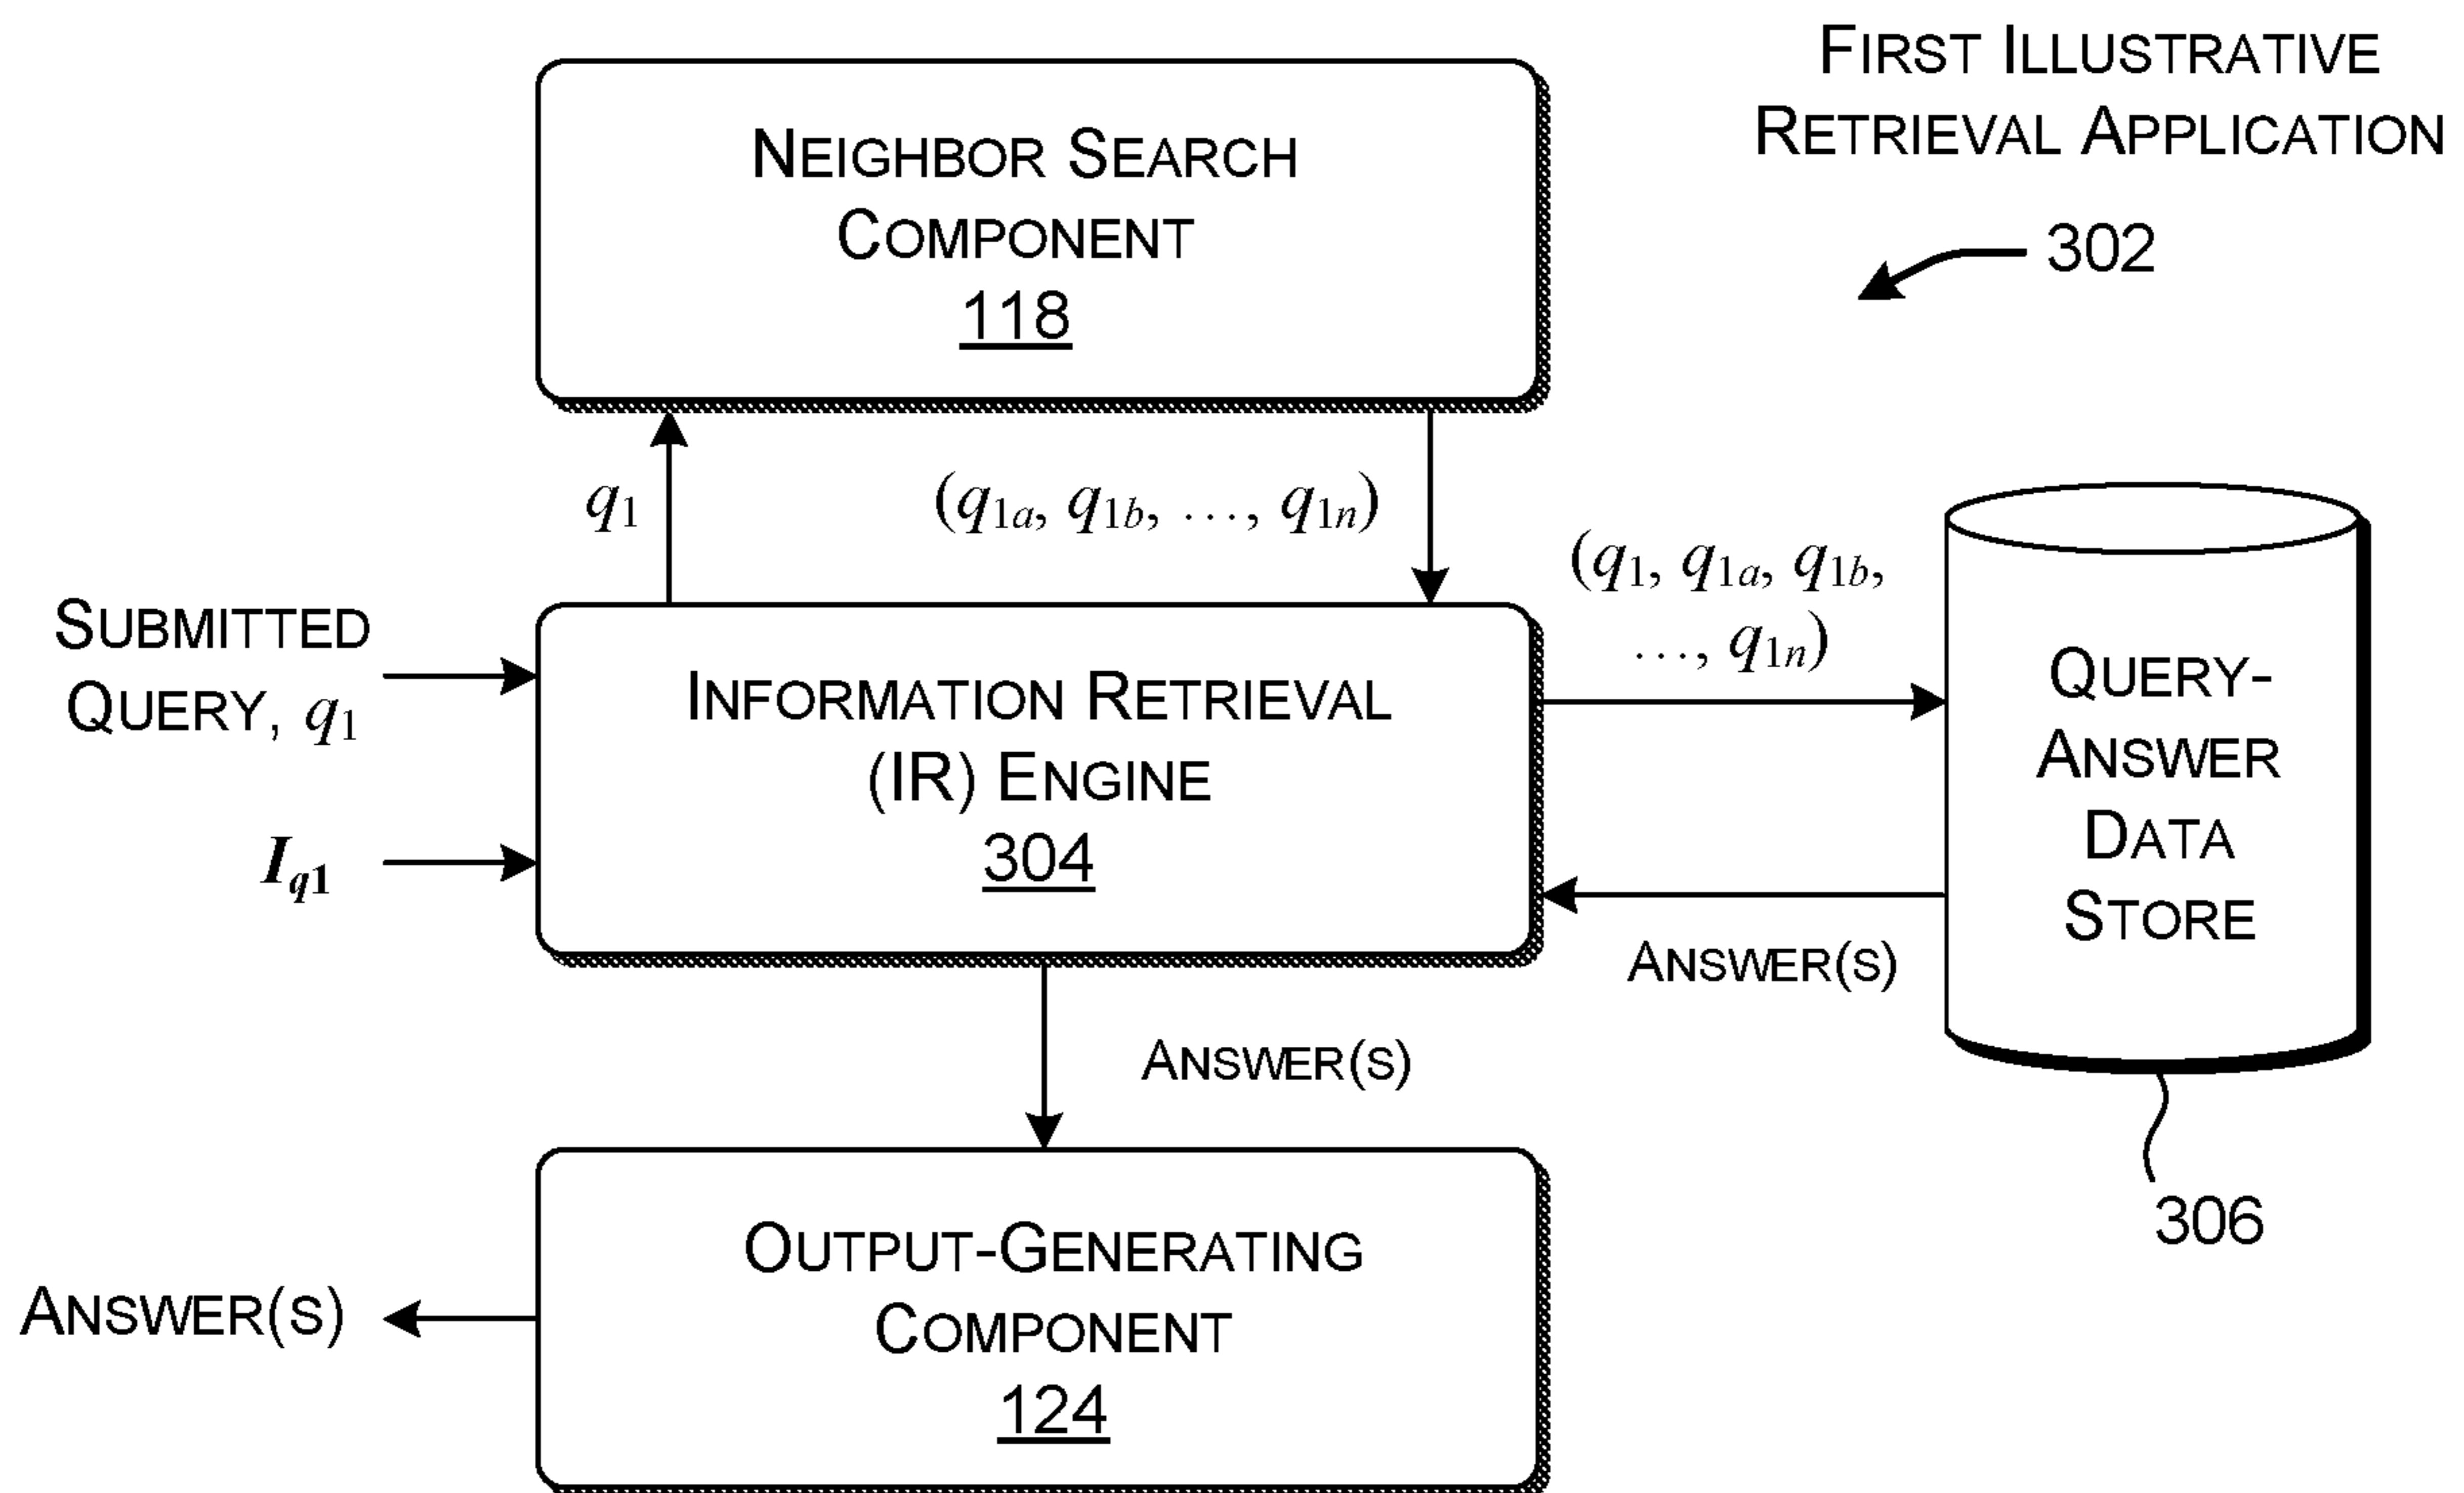 FIRST ILLUSTRATIVE
RETRIEVAL APPLICATION
302
NEIGHBOR SEARCH
COMPONENT
118
q1
(q1a, q1b, …, q1n)
(q1, q1a, q1b,
…, q1n)
SUBMITTED
QUERY, q1
Iq1
INFORMATION RETRIEVAL
(IR) ENGINE
304
QUERY-
ANSWER
DATA
STORE
ANSWER(S)
ANSWER(S)
306
OUTPUT-GENERATING
COMPONENT
124
ANSWER(S)